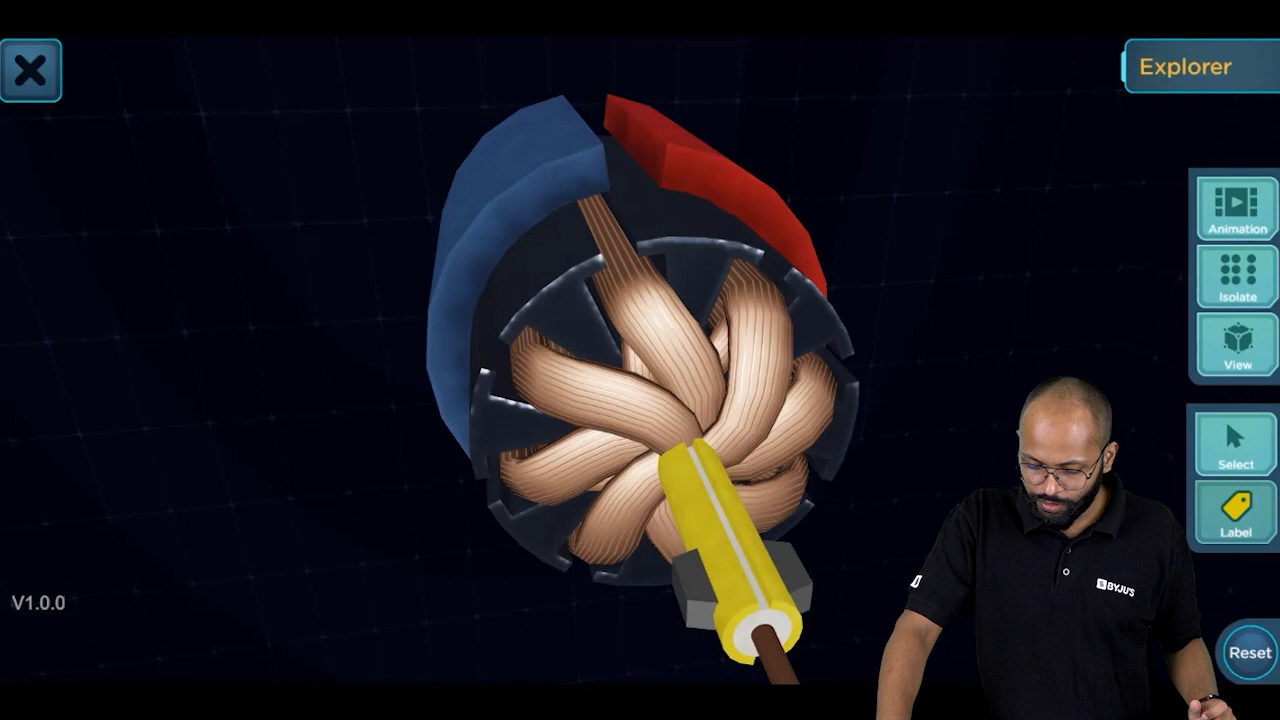 Explorer
Animation
Isolate
View
Select
Label
BYJU'S
V1.0.0
Reset